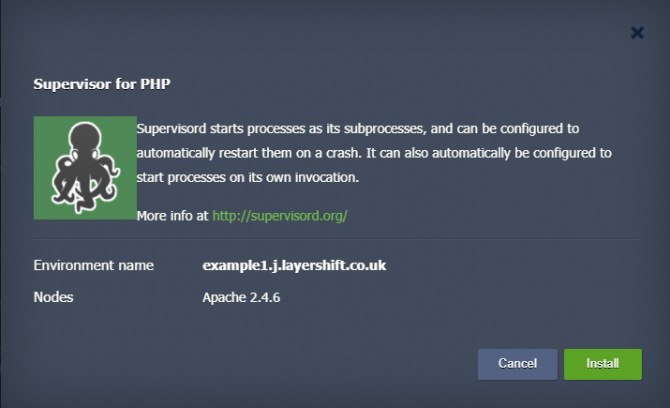 Supervisor for PHP
Supervisord starts processes as its subprocesses, and can be configured to
automatically restart them on a crash. It can also automatically be configured to
start processes on its own invocation.
More info at http://supervisord.org/
Environment name example1.j.layershift.co.uk
Nodes Apache 2.4.6
Cancel Install